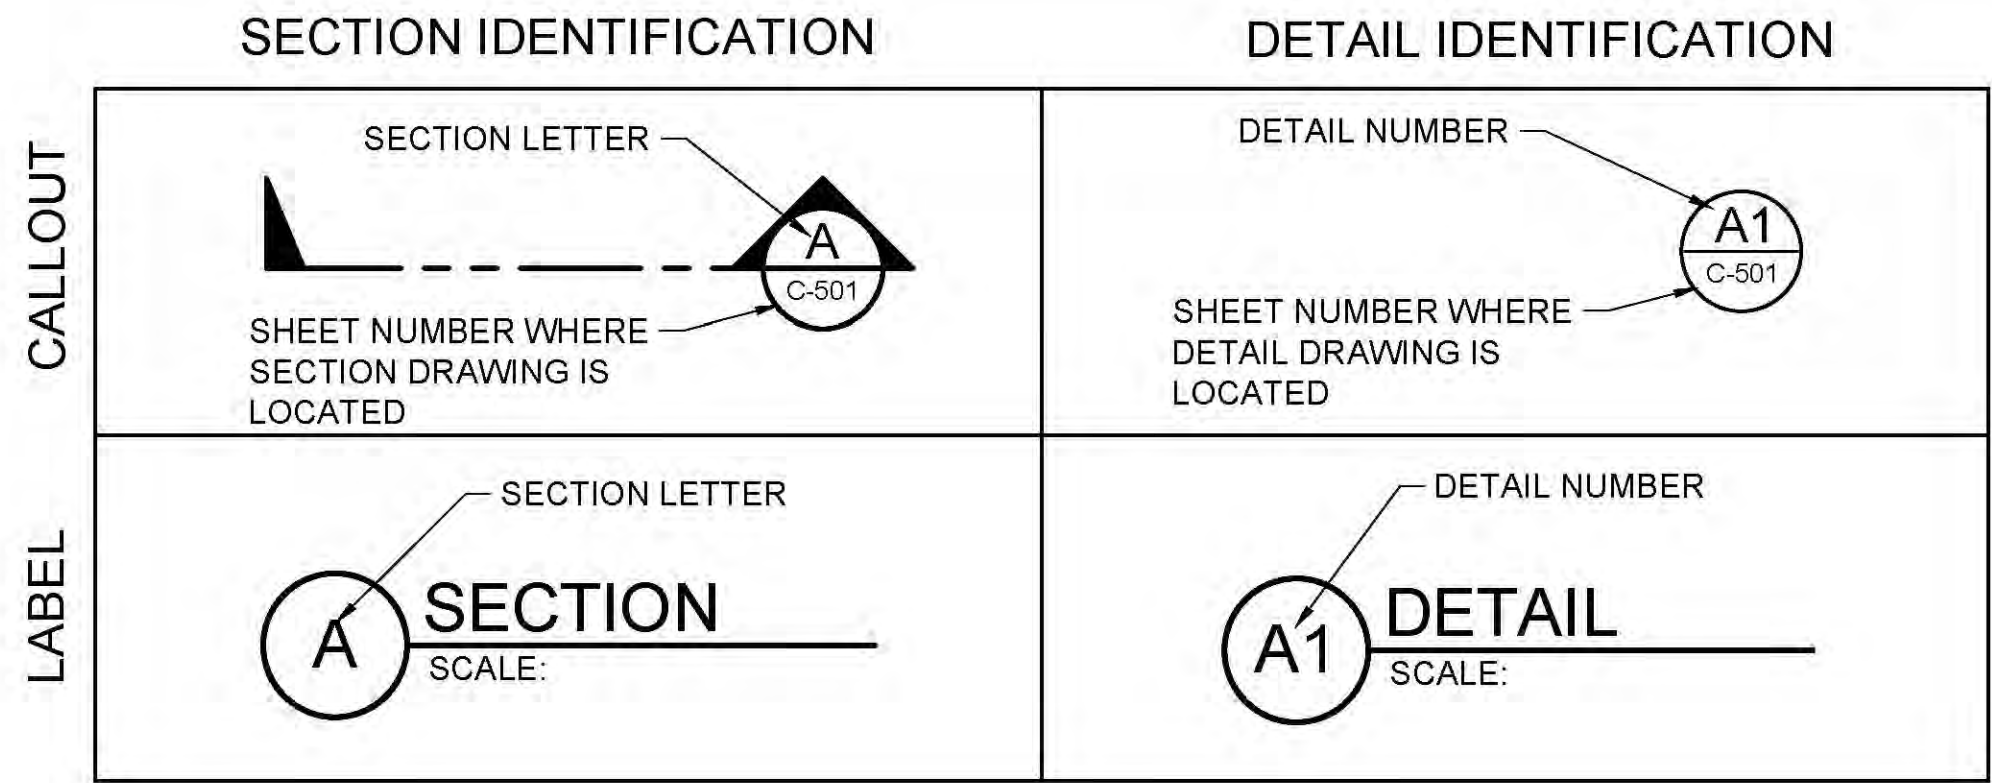 SECTION IDENTIFICATION
DETAIL IDENTIFICATION
CALLOUT
SECTION LETTER
A
C-501
SHEET NUMBER WHERE
SECTION DRAWING IS
LOCATED
DETAIL NUMBER
A1
C-501
SHEET NUMBER WHERE
DETAIL DRAWING IS
LOCATED
LABEL
SECTION LETTER
A
SECTION
SCALE:
DETAIL NUMBER
A1
DETAIL
SCALE: